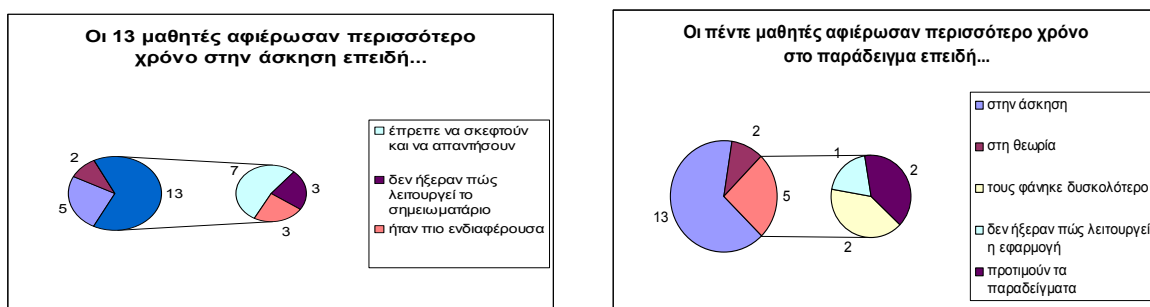 Οι 13 μαθητές αφιέρωσαν περισσότερο
χρόνο στην άσκηση επειδή...
2
5
13
7
3
3
έπρεπε να σκεφτούν
και να απαντήσουν
δεν ήξεραν πώς
λειτουργεί το
σημειωματάριο
ήταν πιο ενδιαφέρουσα
Οι πέντε μαθητές αφιέρωσαν περισσότερο χρόνο
στο παράδειγμα επειδή...
2
13
5
1
2
2
στην άσκηση
στη θεωρία
τους φάνηκε δυσκολότερο
δεν ήξεραν πώς λειτουργεί
η εφαρμογή
προτιμούν τα
παραδείγματα